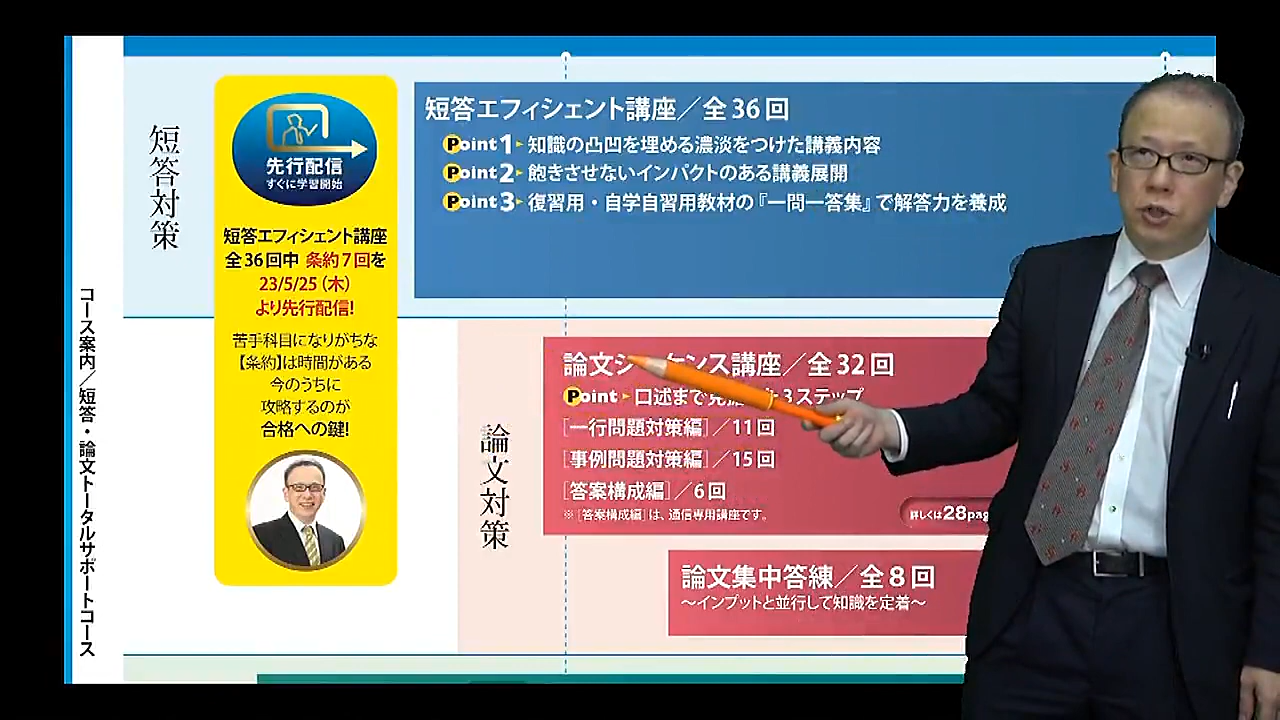 コース案内／短答・論文トータルサポートコース
短答対策
先行配信
すぐに学習開始
短答エフィシェント講座
全36回中 条約7回を
23/5/25（木）
より先行配信!
苦手科目になりがちな
【条約】は時間がある
今のうちに
攻略するのが
合格への鍵!
短答エフィシェント講座／全36回
Point 1 知識の凸凹を埋める濃淡をつけた講義内容
Point 2 飽きさせないインパクトのある講義展開
Point 3 復習用・自学自習用教材の『一問一答集』で解答力を養成
論文対策
論文シ ケンス講座／全32回
Point 口述まで見 3ステップ
［一行問題対策編］／11回
［事例問題対策編］／15回
［答案構成編］／6回
※［答案構成編］は、通信専用講座です。
詳しくは28pag
論文集中答練／全8回
～インプットと並行して知識を定着～